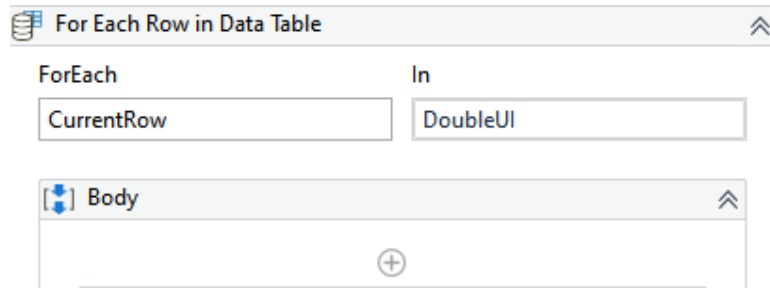 For Each Row in Data Table
ForEach In
CurrentRow DoubleUI
Body